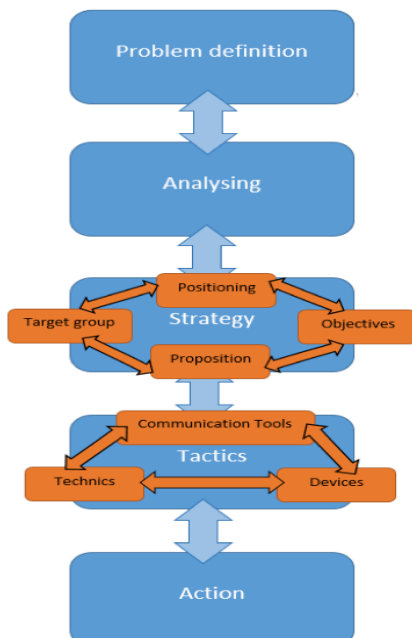 Problem definition
Analysing
Positioning
Target group
Strategy
Objectives
Proposition
Communication Tools
Tactics
Technics
Devices
Action